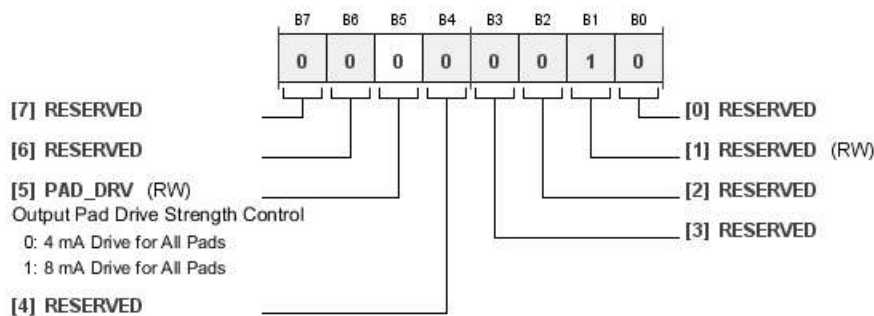 B7 B6 B5 B4 B3 B2 B1 B0
0 0 0 0 0 0 1 0
[7] RESERVED
[0] RESERVED
[6] RESERVED
[1] RESERVED (RW)
[5] PAD_DRV (RW)
[2] RESERVED
Output Pad Drive Strength Control
0: 4 mA Drive for All Pads
[3] RESERVED
1: 8 mA Drive for All Pads
[4] RESERVED